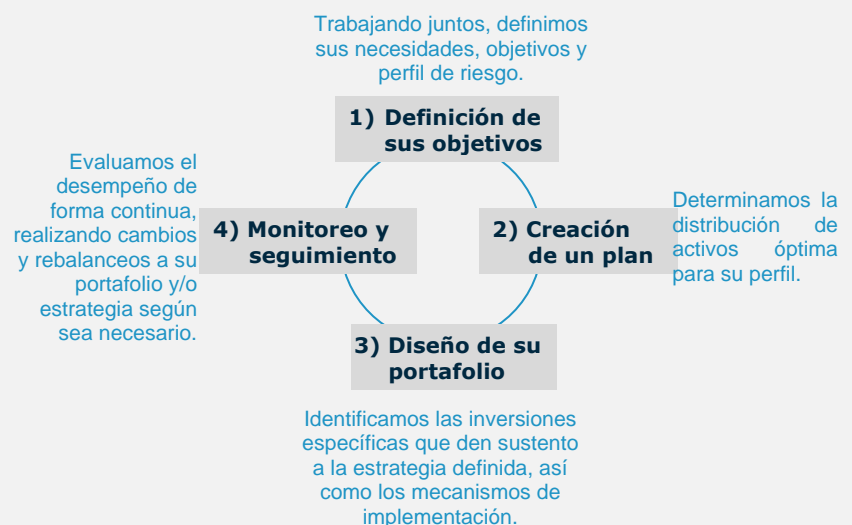 Trabajando juntos, definimos
sus necesidades, objetivos y
perfil de riesgo.
1) Definición de
sus objetivos
Determinamos la
distribución de
activos óptima
para su perfil.
2) Creación
de un plan
3) Diseño de su
portafolio
Identificamos las inversiones
específicas que den sustento
a la estrategia definida, así
como los mecanismos de
implementación.
4) Monitoreo y
seguimiento
Evaluamos el
desempeño de
forma continua,
realizando cambios
y rebalanceos a su
portafolio y/o
estrategia según
sea necesario.